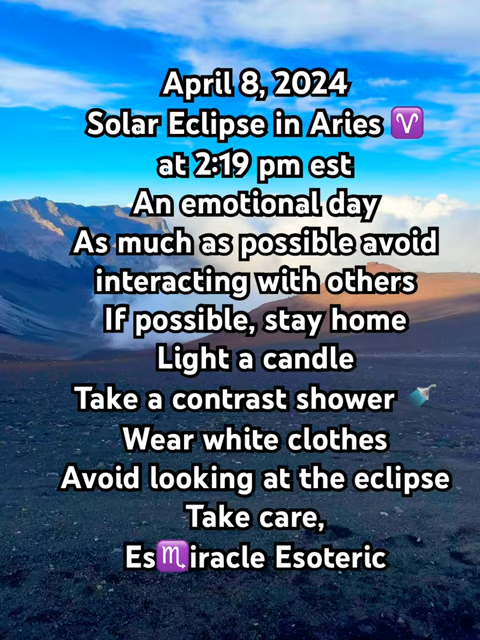 April 8, 2024
Solar Eclipse in Aries ♈
at 2:19 pm est
An emotional day
As much as possible avoid
interacting with others
If possible, stay home
Light a candle
Take a contrast shower 🚿
Wear white clothes
Avoid looking at the eclipse
Take care,
Es♏iracle Esoteric